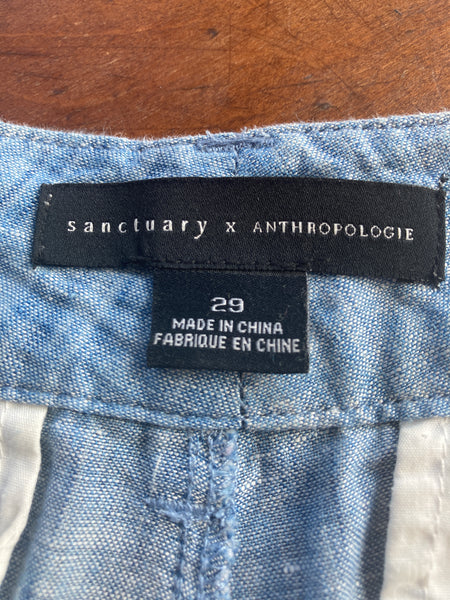 sanctuary x ANTHROPOLOGIE
29
MADE IN CHINA
FABRIQUE EN CHINE